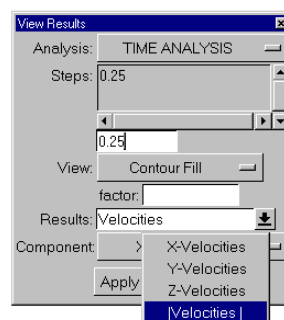 View Results
Analysis: TIME ANALYSIS
Steps: 0.25
0.25
View: Contour Fill
factor:
Results: Velocities
Component: X
X-Velocities
Y-Velocities
Z-Velocities
|Velocities |
Apply